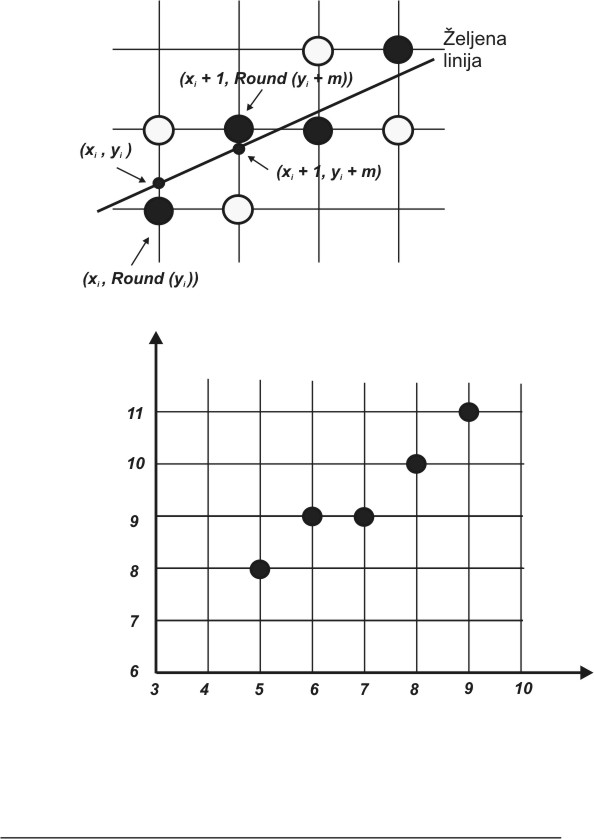 Željena
linija
(xi + 1, Round (yi + m))
(xi , yi )
(xi + 1, yi + m)
(xi, Round (yi))
11
10
9
8
7
6
3 4 5 6 7 8 9 10